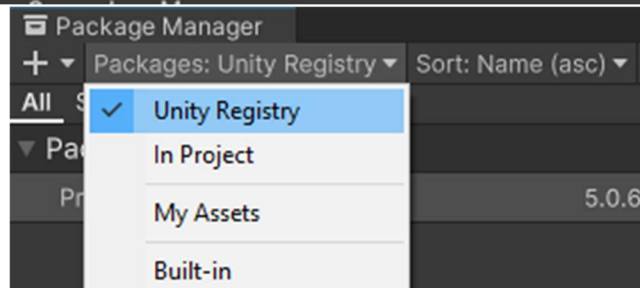 Package Manager
Packages: Unity Registry Sort: Name (asc)
All
Unity Registry
In Project
5.0.6
My Assets
Built-in